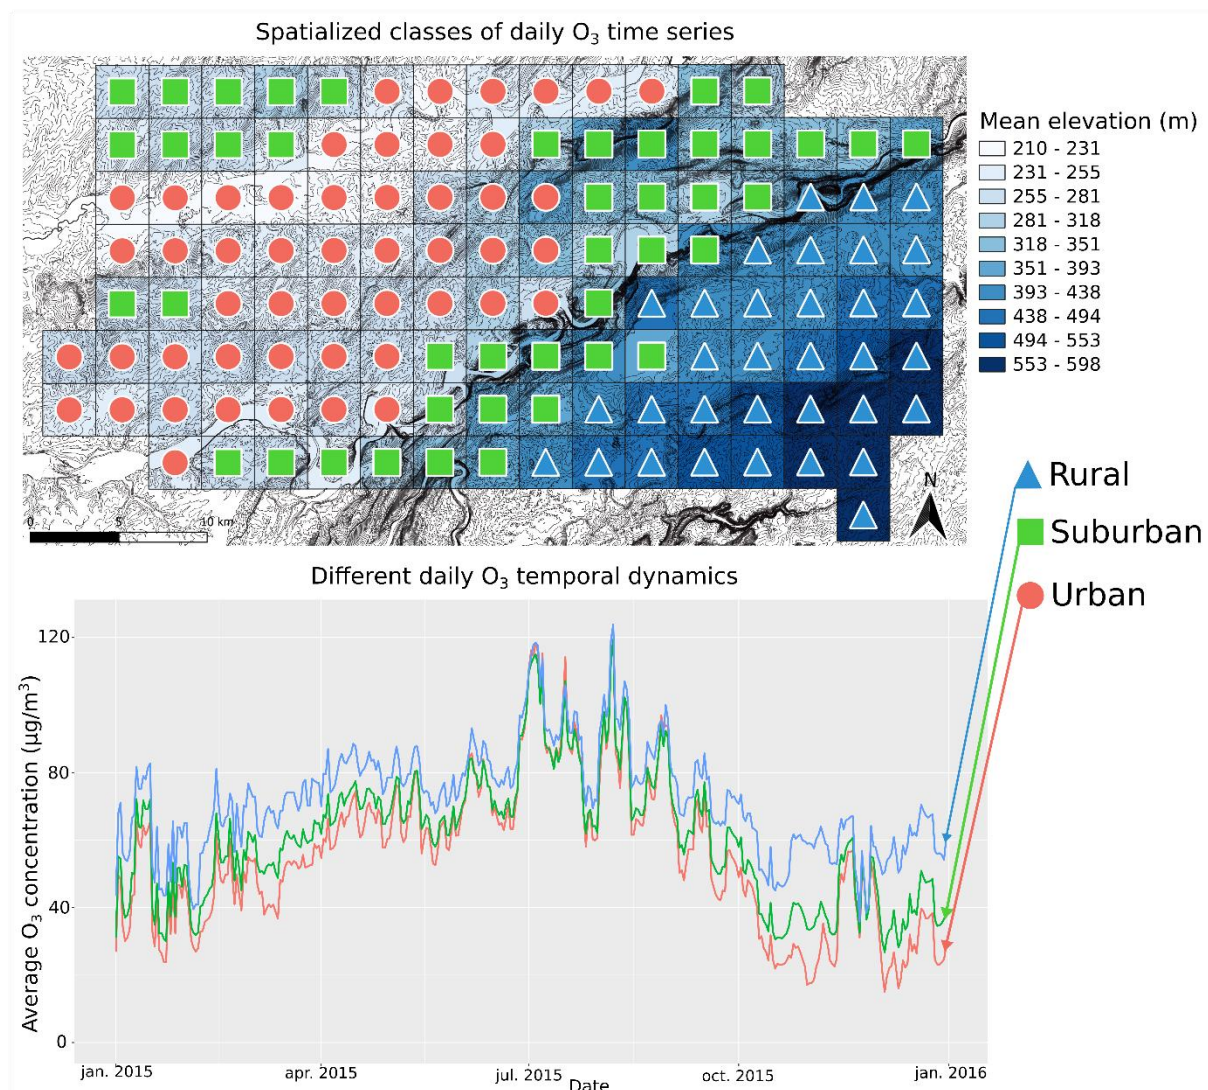 Spatialized classes of daily O₃ time series
Mean elevation (m)
210 - 231
231 - 255
255 - 281
281 - 318
318 - 351
351 - 393
393 - 438
438 - 494
494 - 553
553 - 598
N
0 5 10 km
Rural
Suburban
Urban
Different daily O₃ temporal dynamics
Average O₃ concentration (µg/m³)
120
80
40
0
jan. 2015 apr. 2015 jul. 2015 oct. 2015 jan. 2016
Date